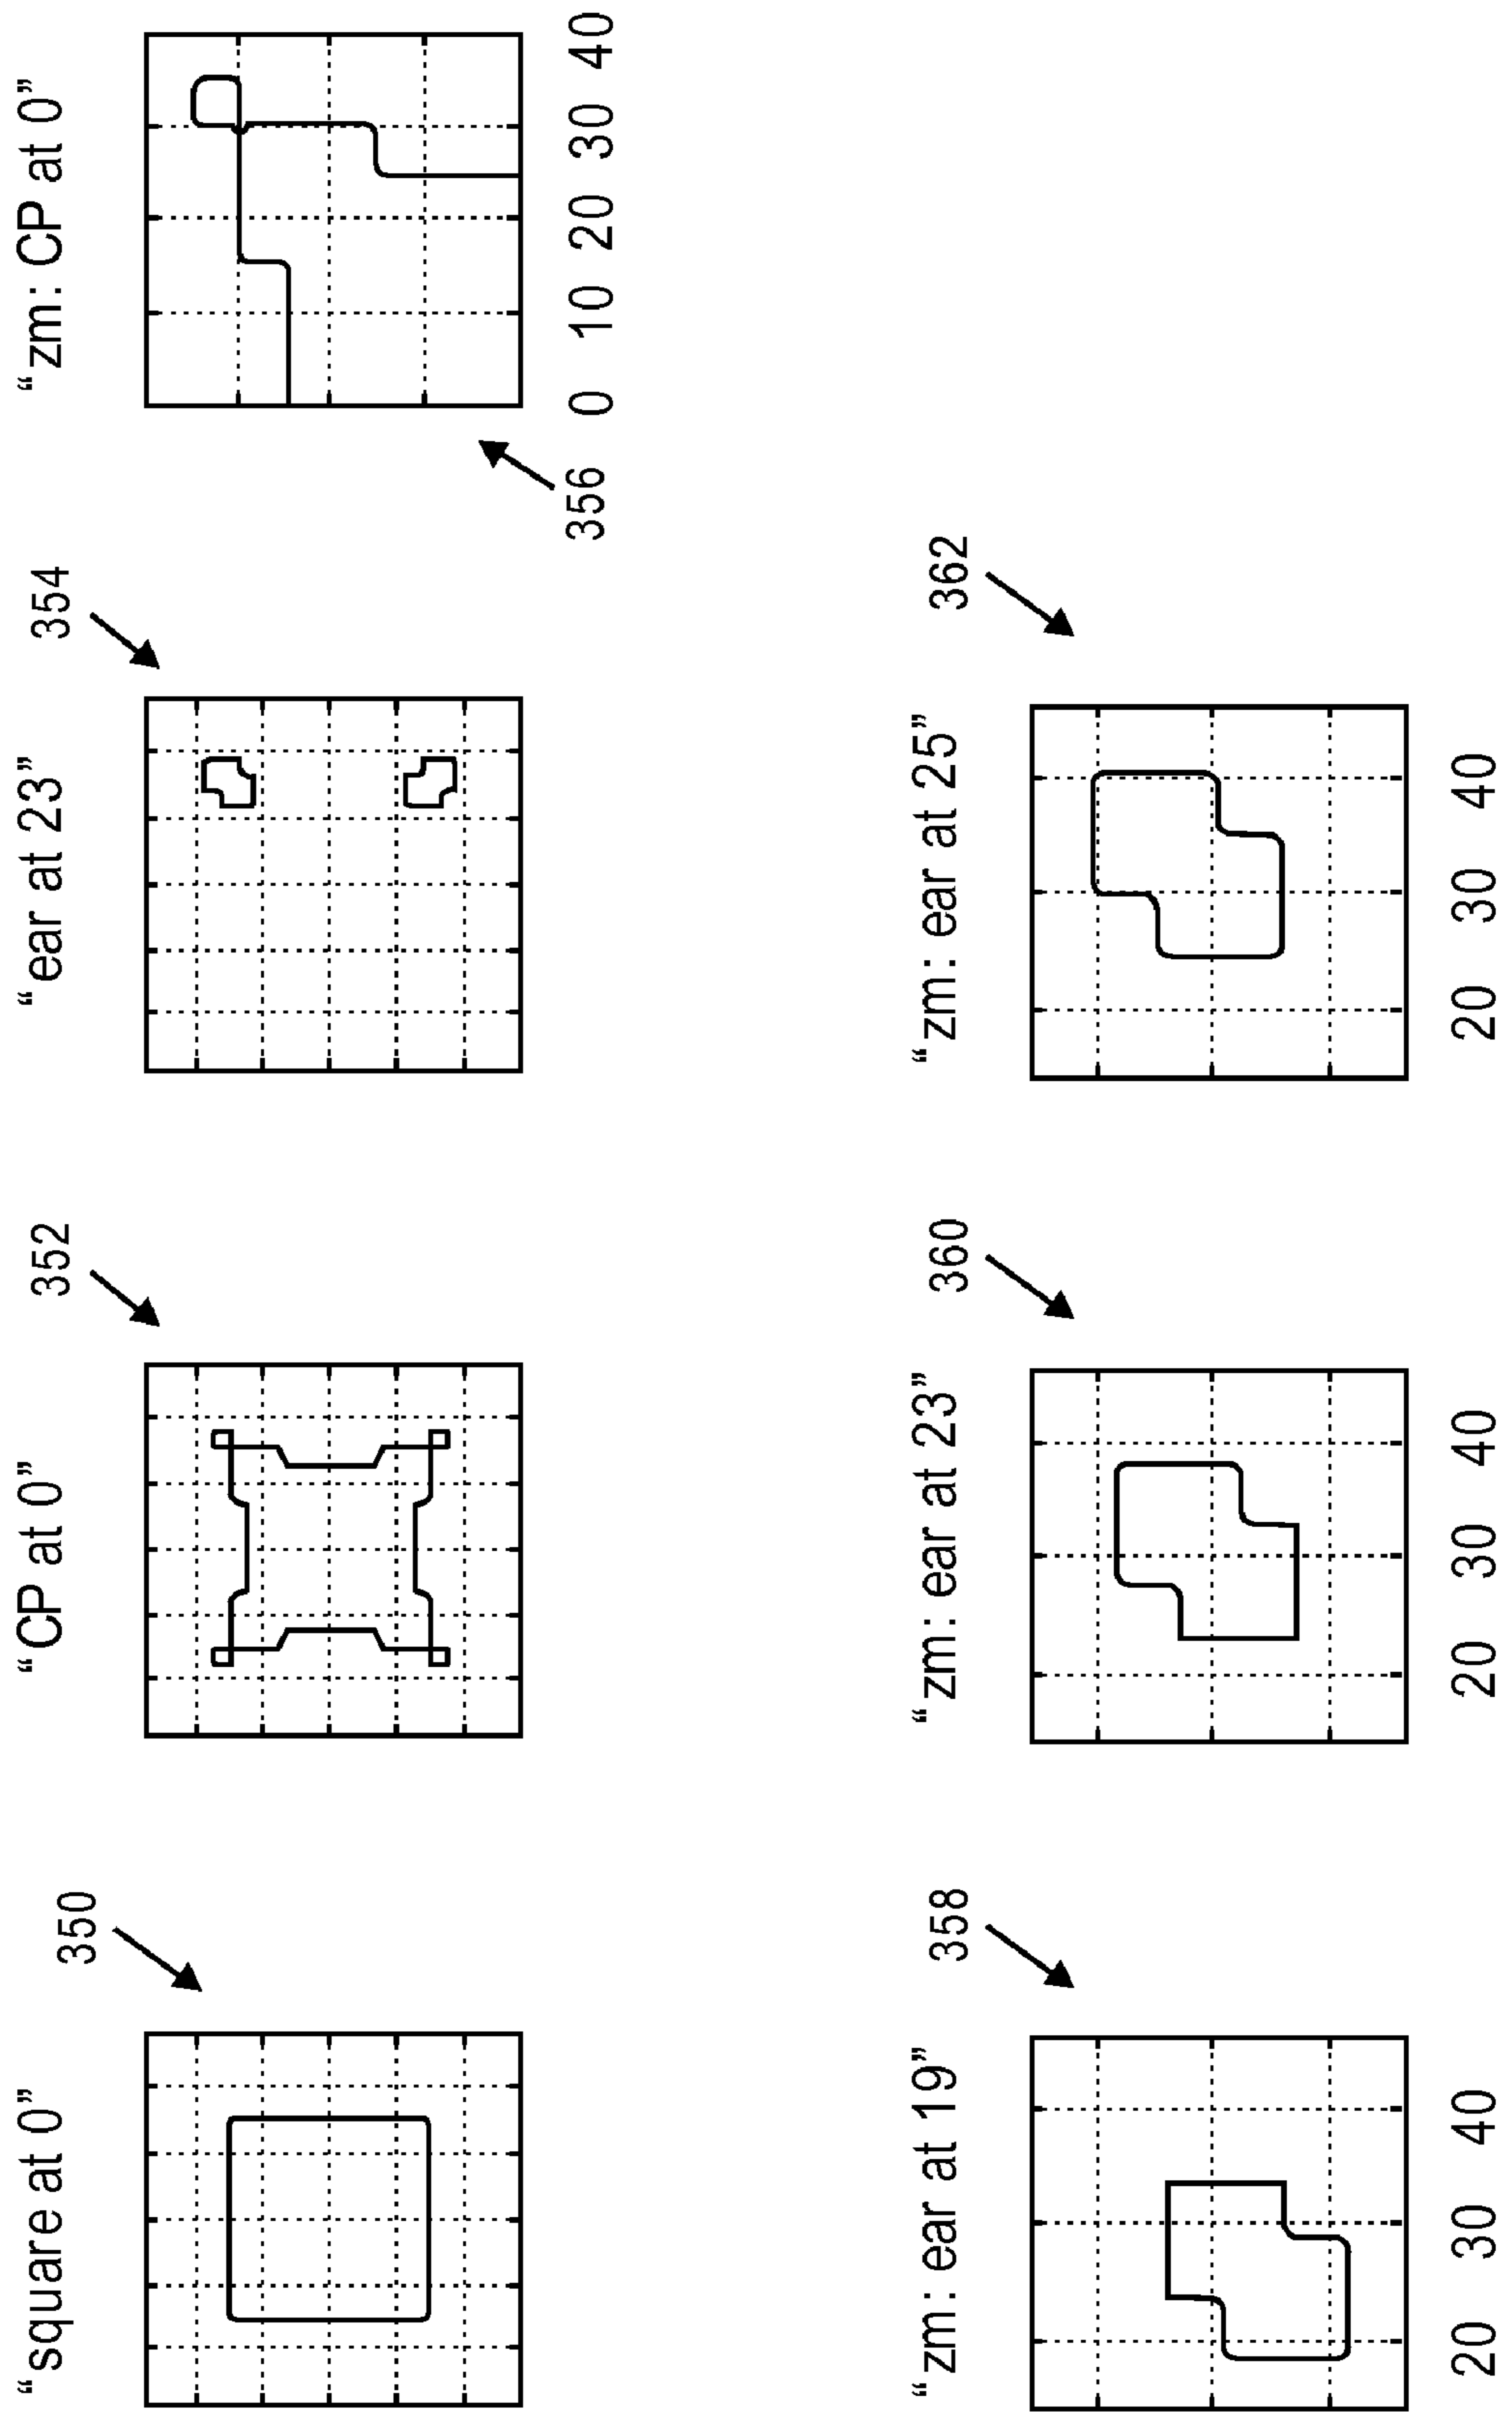 350
352
354
“square at 0”
“CP at 0”
“ear at 23”
“zm: CP at 0”
356
0 10 20 30 40
358
360
362
“zm: ear at 19”
“zm: ear at 23”
“zm: ear at 25”
20 30 40
20 30 40
20 30 40